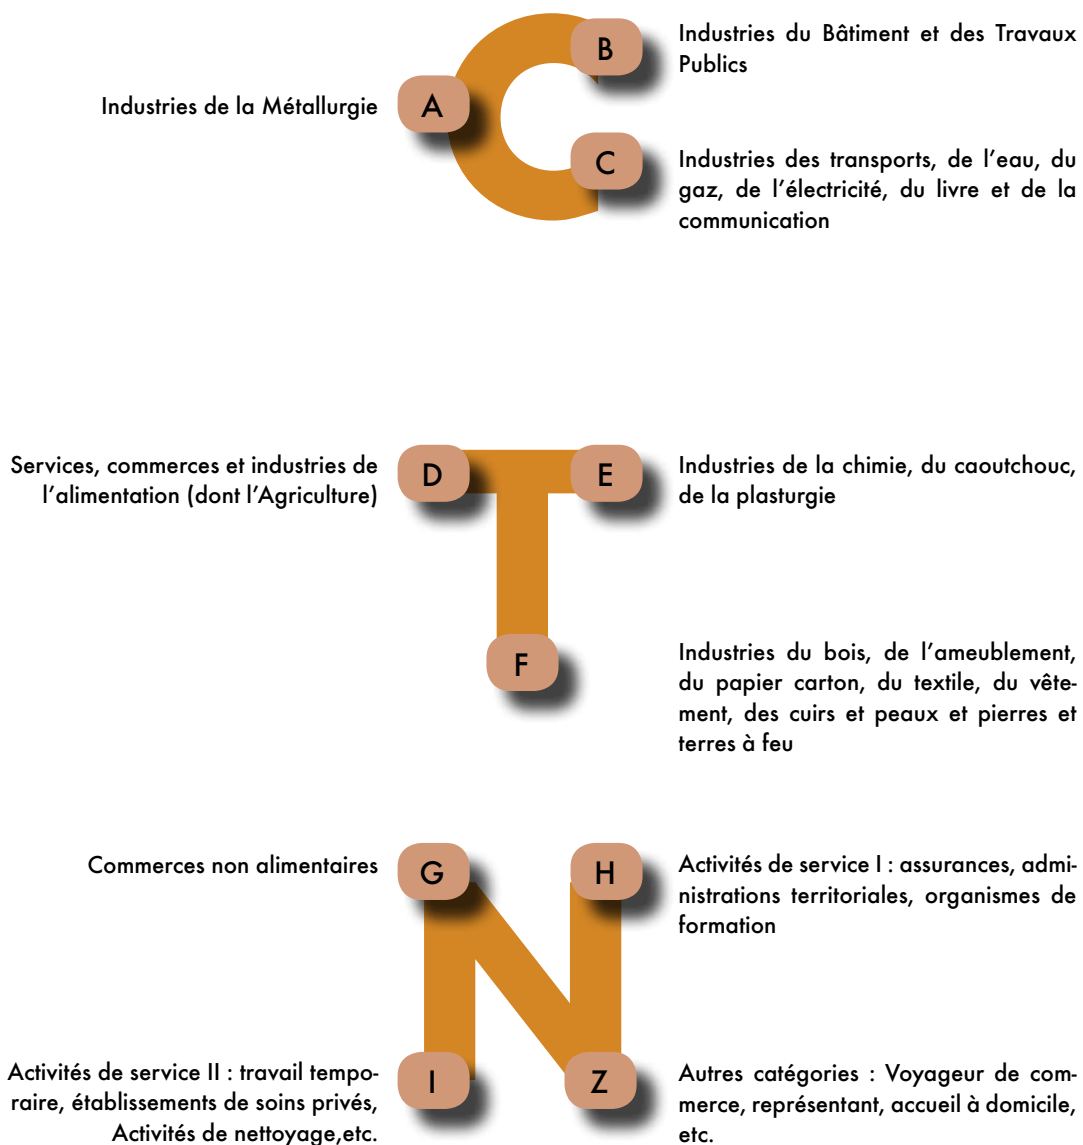 B
Industries du Bâtiment et des Travaux
Publics
Industries de la Métallurgie
A
C
Industries des transports, de l'eau, du
gaz, de l'électricité, du livre et de la
communication
Services, commerces et industries de
l'alimentation (dont l'Agriculture)
D
E
Industries de la chimie, du caoutchouc,
de la plasturgie
F
Industries du bois, de l'ameublement,
du papier carton, du textile, du vête-
ment, des cuirs et peaux et pierres et
terres à feu
Commerces non alimentaires
G
H
Activités de service I : assurances, admi-
nistrations territoriales, organismes de
formation
Activités de service II : travail tempo-
raire, établissements de soins privés,
Activités de nettoyage,etc.
I
Z
Autres catégories : Voyageur de com-
merce, représentant, accueil à domicile,
etc.
C
T
N